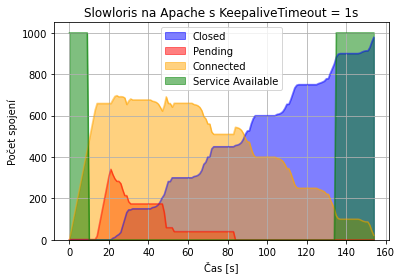 Slowloris na Apache s KeepaliveTimeout = 1s
Closed
Pending
Connected
Service Available
Počet spojení
1000
800
600
400
200
0
0 20 40 60 80 100 120 140 160
Čas [s]